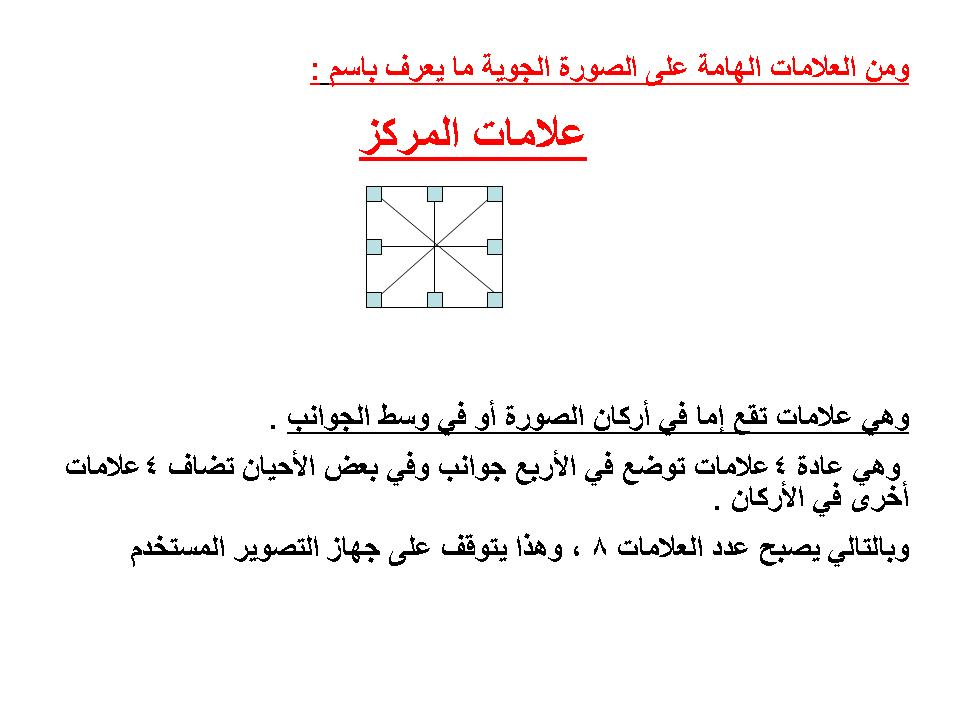 ومن العلامات الهامة على الصورة الجوية ما يعرف باسم :
علامات المركز
وهي علامات تقع إما في أركان الصورة أو في وسط الجوانب .
وهي عادة ٤ علامات توضع في الأربع جوانب وفي بعض الأحيان تضاف ٤ علامات
أخرى في الأركان .
وبالتالي يصبح عدد العلامات ٨ ، وهذا يتوقف على جهاز التصوير المستخدم